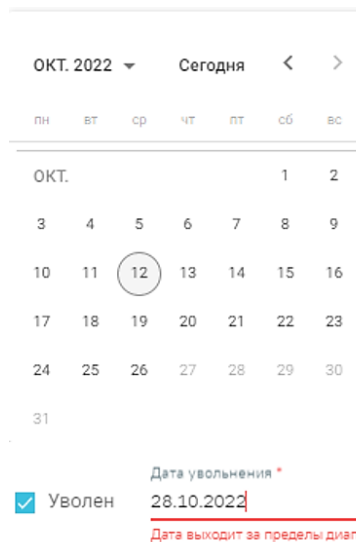 ОКТ. 2022 Сегодня
пн вт ср чт пт сб вс
ОКТ. 1 2
3 4 5 6 7 8 9
10 11 12 13 14 15 16
17 18 19 20 21 22 23
24 25 26 27 28 29 30
31
Дата увольнения *
Уволен 28.10.2022
Дата выходит за пределы